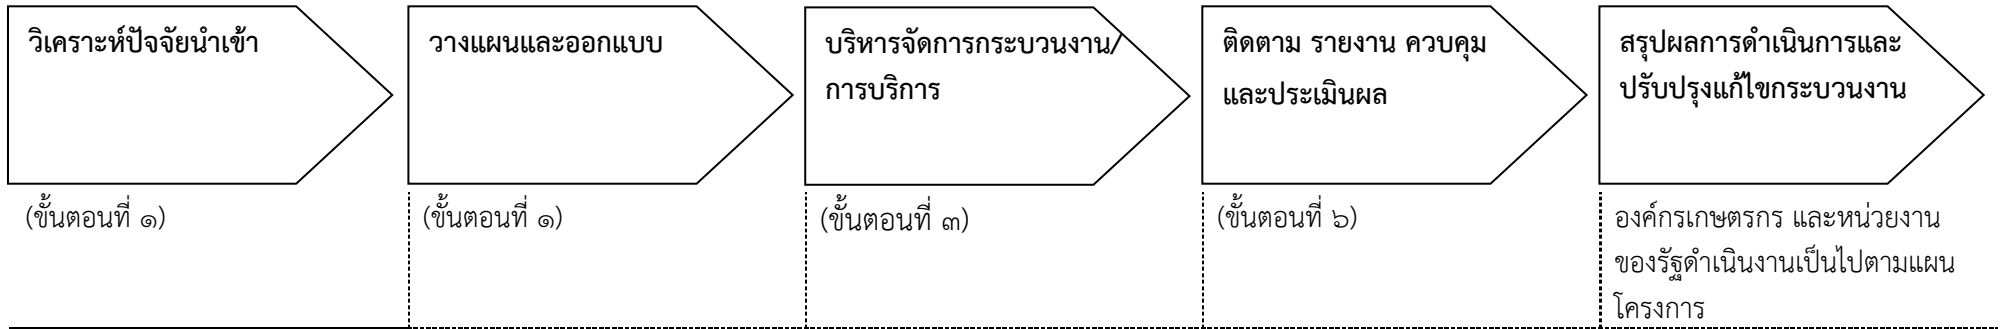 วิเคราะห์ปัจจัยนำเข้า
วางแผนและออกแบบ
บริหารจัดการกระบวนงาน/
การบริการ
ติดตาม รายงาน ควบคุม
และประเมินผล
สรุปผลการดำเนินการและ
ปรับปรุงแก้ไขกระบวนงาน
(ขั้นตอนที่ ๑)
(ขั้นตอนที่ ๑)
(ขั้นตอนที่ ๓)
(ขั้นตอนที่ ๖)
องค์กรเกษตรกร และหน่วยงาน
ของรัฐดำเนินงานเป็นไปตามแผน
โครงการ